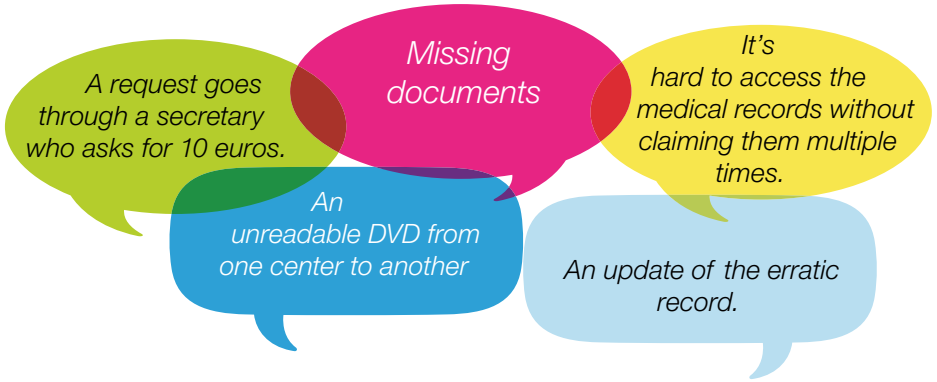 A request goes
through a secretary
who asks for 10 euros.
Missing
documents
It's
hard to access the
medical records without
claiming them multiple
times.
An
unreadable DVD from
one center to another
An update of the erratic
record.